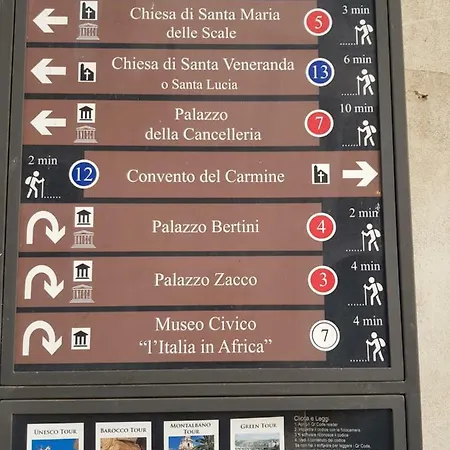 Chiesa di Santa Maria
delle Scale
5
3 min
Chiesa di Santa Veneranda
o Santa Lucia
13
6 min
Palazzo
della Cancelleria
7
10 min
2 min
12
Convento del Carmine
Palazzo Bertini
4
2 min
Palazzo Zacco
3
4 min
Museo Civico
"l'Italia in Africa"
7
4 min
UNESCO TOUR
BAROCCO TOUR
MONTALBANO
TOUR
GREEN TOUR
Clicca e Leggi